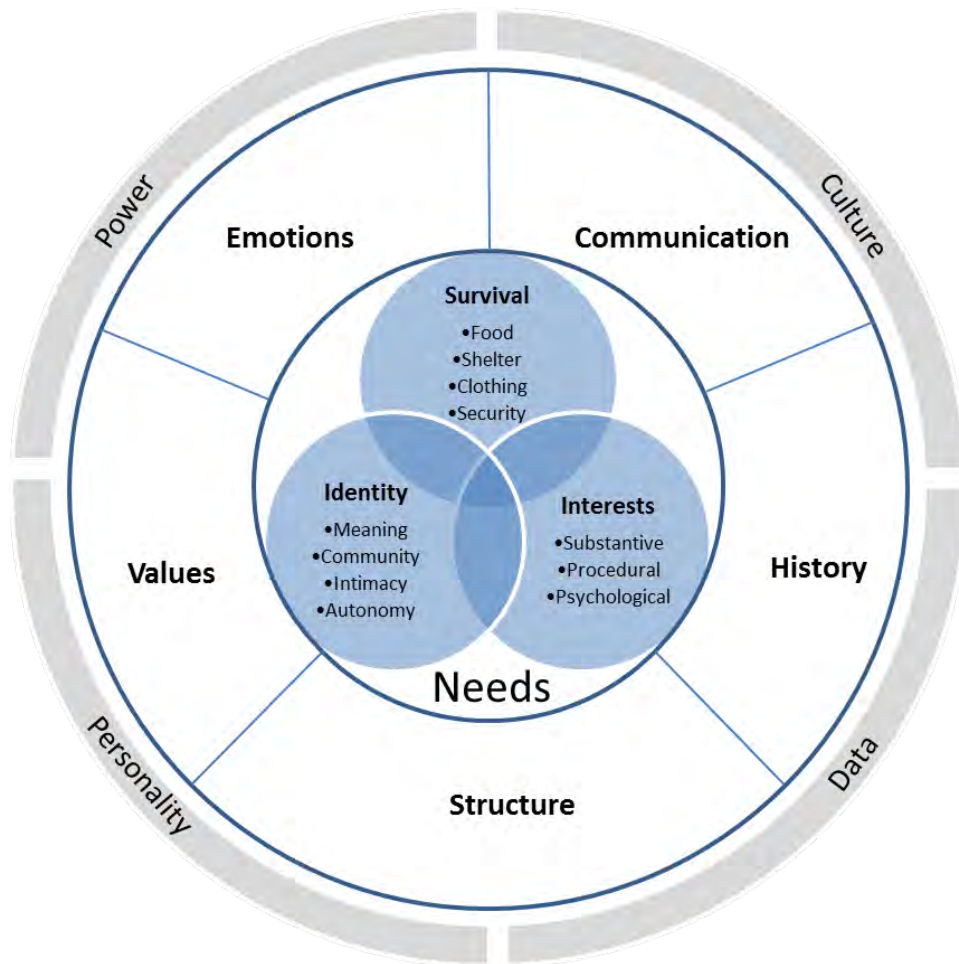 Power
Culture
Emotions
Communication
Survival
•Food
•Shelter
•Clothing
•Security
Identity
•Meaning
•Community
•Intimacy
•Autonomy
Interests
•Substantive
•Procedural
•Psychological
Values
History
Needs
Structure
Personality
Data